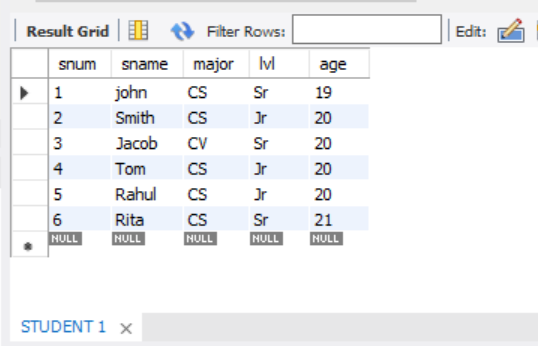 Result Grid Filter Rows: Edit:
snum sname major lvl age
1 john CS Sr 19
2 Smith CS Jr 20
3 Jacob CV Sr 20
4 Tom CS Jr 20
5 Rahul CS Jr 20
6 Rita CS Sr 21
NULL NULL NULL NULL NULL
STUDENT 1